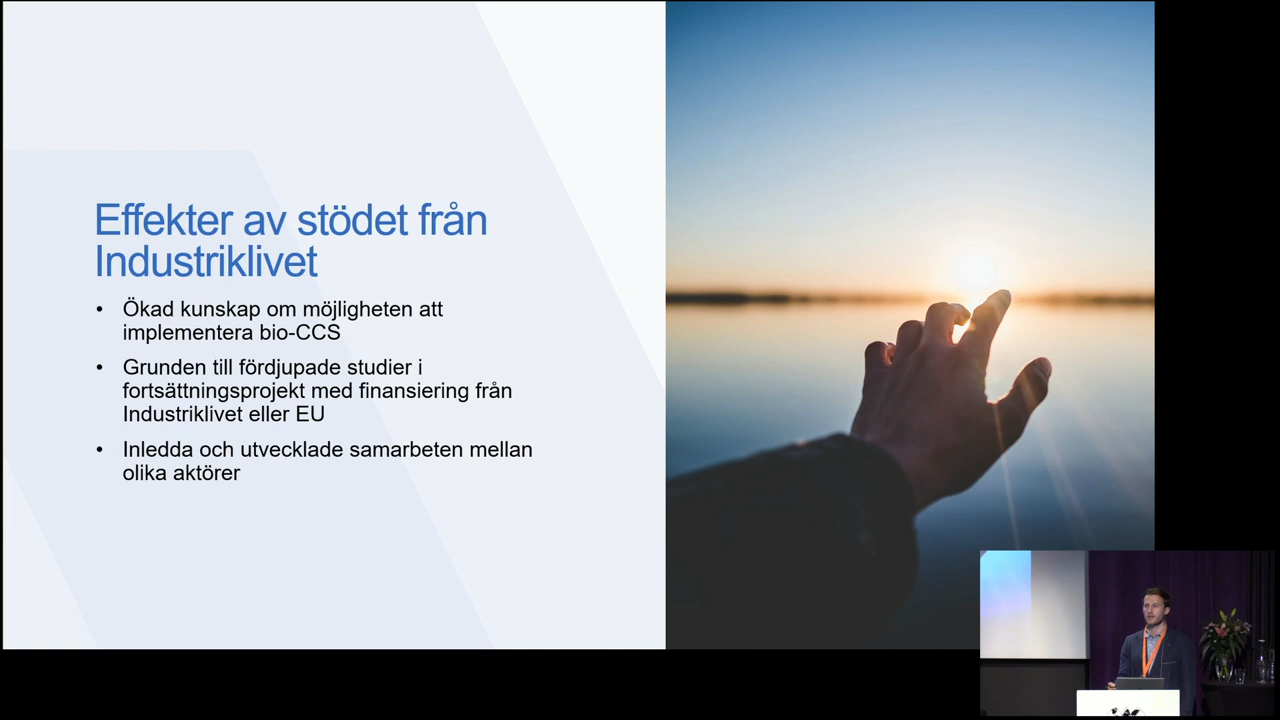 Effekter av stödet från
Industriklivet
• Ökad kunskap om möjligheten att
implementera bio-CCS
• Grunden till fördjupade studier i
fortsättningsprojekt med finansiering från
Industriklivet eller EU
• Inledda och utvecklade samarbeten mellan
olika aktörer